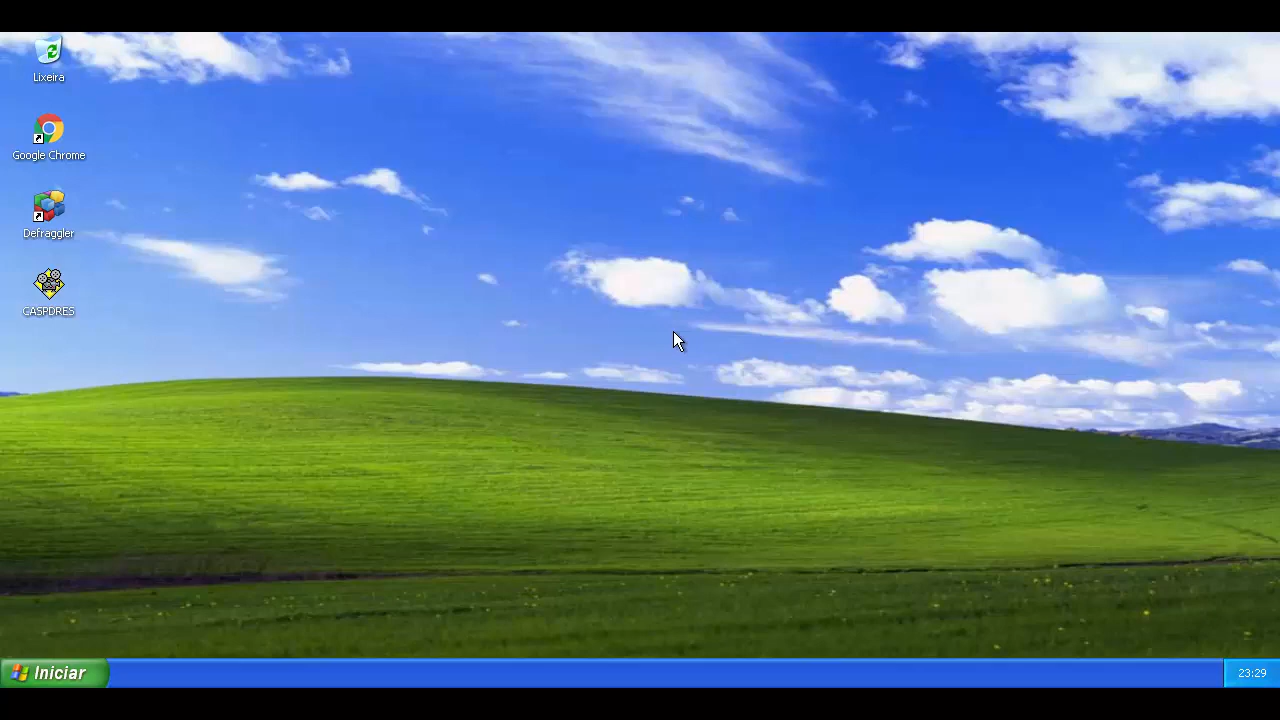 Lixeira
Google Chrome
Defraggler
CASPDRES
Iniciar
23:29